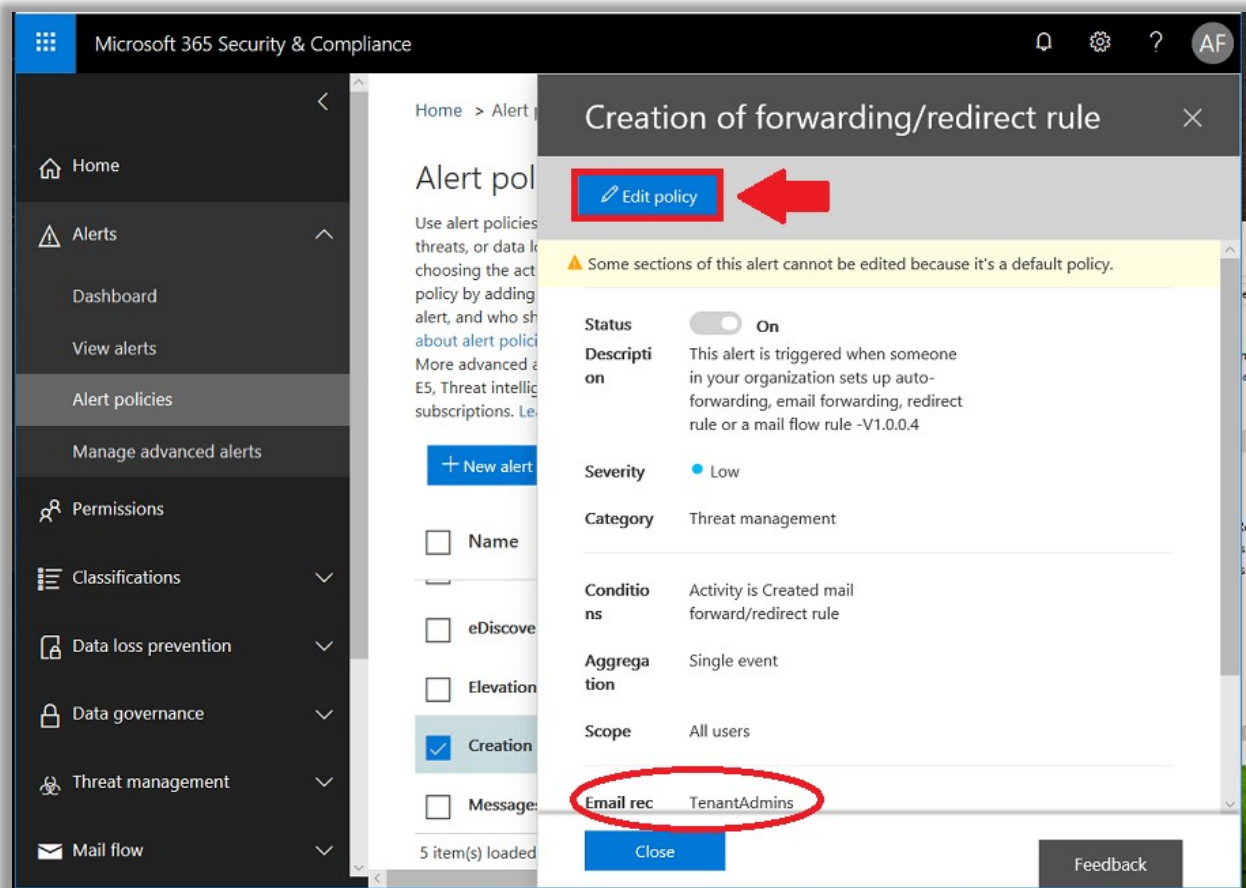 Microsoft 365 Security & Compliance
?
AF
Home
Alerts
Dashboard
View alerts
Alert policies
Manage advanced alerts
Permissions
Classifications
Data loss prevention
Data governance
Threat management
Mail flow
Home > Alert
Alert pol
Use alert policies
threats, or data
choosing the act
policy by adding
alert, and who sh
about alert polici
More advanced
E5, Threat intellig
subscriptions. Le
+ New alert
Name
eDiscove
Elevation
Creation
Message
5 item(s) loaded
Creation of forwarding/redirect rule
Edit policy
Some sections of this alert cannot be edited because it's a default policy.
Status On
Descripti
on
This alert is triggered when someone
in your organization sets up auto-
forwarding, email forwarding, redirect
rule or a mail flow rule -V1.0.0.4
Severity Low
Category Threat management
Conditio
ns
Activity is Created mail
forward/redirect rule
Aggrega
tion
Single event
Scope All users
Email rec TenantAdmins
Close
Feedback